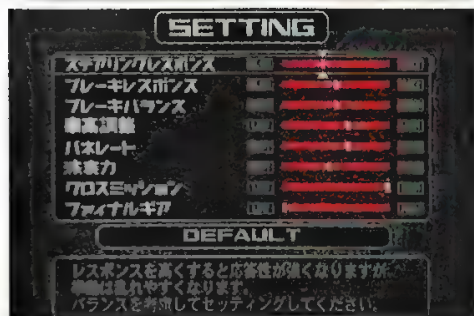 SETTING
ステアリングレスポンス
ブレーキレスポンス
ブレーキバランス
車高調整
バネレート
減衰力
クロスミッション
ファイナルギア
DEFAULT
レスポンスを高くすると応答性が強くなりますが、
は乱れやすくなります。
バランスを考慮してセッティングしてください。